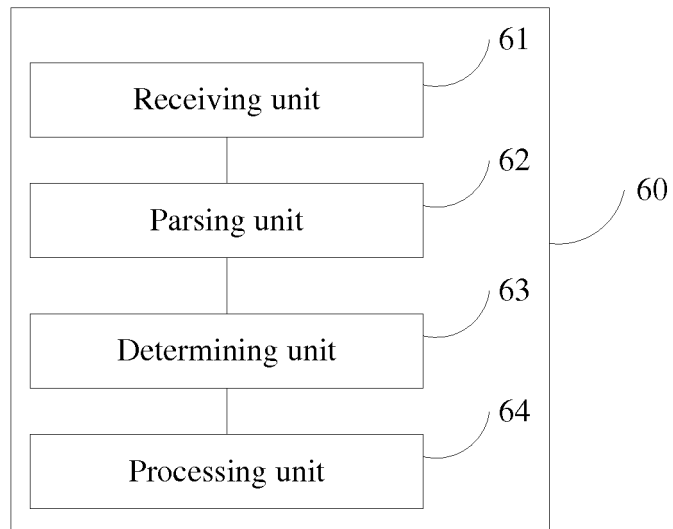 61
Receiving unit
62
Parsing unit
60
63
Determining unit
64
Processing unit